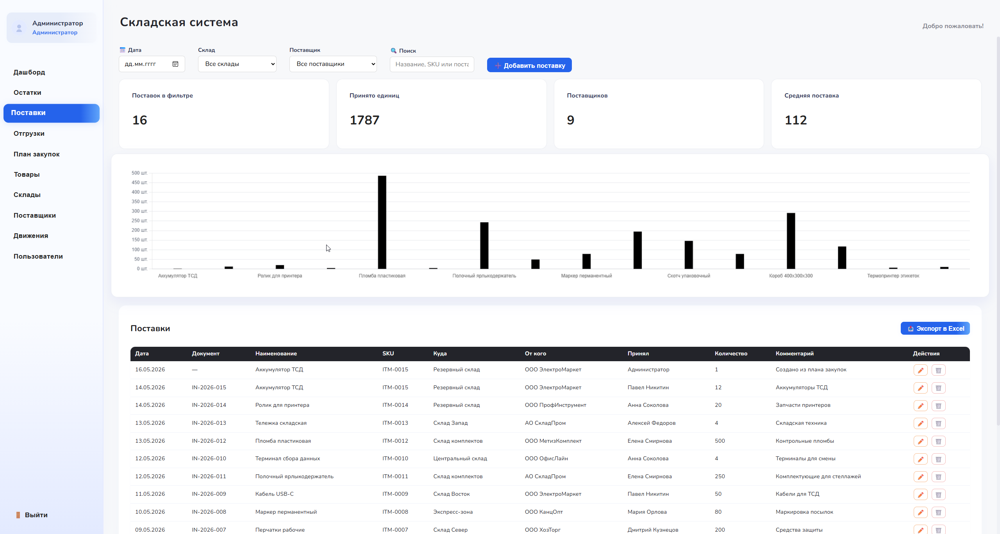 Администратор
Администратор
Дашборд
Остатки
Поставки
Отгрузки
План закупок
Товары
Склады
Поставщики
Движения
Пользователи
Выйти
Складская система
Добро пожаловать!
Дата
дд.мм.гггг
Склад
Все склады
Поставщик
Все поставщики
Поиск
Название, SKU или поста
Добавить поставку
Поставок в фильтре
16
Принято единиц
1787
Поставщиков
9
Средняя поставка
112
500 шт.
450 шт.
400 шт.
350 шт.
300 шт.
250 шт.
200 шт.
150 шт.
100 шт.
50 шт.
0 шт.
Аккумулятор ТСД Ролик для принтера Пломба пластиковая Полочный ярлыкодержатель Маркер перманентный Скотч упаковочный Короб 400x300x300 Термопринтер этикеток
Поставки
Экспорт в Excel
Дата Документ Наименование SKU Куда От кого Принял Количество Комментарий Действия
16.05.2026 — Аккумулятор ТСД ITM-0015 Резервный склад ООО ЭлектроМаркет Администратор 1 Создано из плана закупок
14.05.2026 IN-2026-015 Аккумулятор ТСД ITM-0015 Резервный склад ООО ЭлектроМаркет Павел Никитин 12 Аккумуляторы ТСД
14.05.2026 IN-2026-014 Ролик для принтера ITM-0014 Резервный склад ООО ПрофИнструмент Анна Соколова 20 Запчасти принтеров
13.05.2026 IN-2026-013 Тележка складская ITM-0013 Склад Запад АО СкладПром Алексей Федоров 4 Складская техника
13.05.2026 IN-2026-012 Пломба пластиковая ITM-0012 Склад комплектов ООО МетизКомплект Елена Смирнова 500 Контрольные пломбы
12.05.2026 IN-2026-010 Терминал сбора данных ITM-0010 Центральный склад ООО ОфисЛайн Анна Соколова 4 Терминалы для смены
12.05.2026 IN-2026-011 Полочный ярлыкодержатель ITM-0011 Склад комплектов АО СкладПром Елена Смирнова 250 Комплектующие для стеллажей
11.05.2026 IN-2026-009 Кабель USB-C ITM-0009 Склад Восток ООО ЭлектроМаркет Павел Никитин 50 Кабели для ТСД
10.05.2026 IN-2026-008 Маркер перманентный ITM-0008 Экспресс-зона ООО КанцОпт Мария Орлова 80 Маркировка посылок
09.05.2026 IN-2026-007 Перчатки рабочие ITM-0007 Склад Север ООО ХозТорг Дмитрий Кузнецов 200 Средства защиты